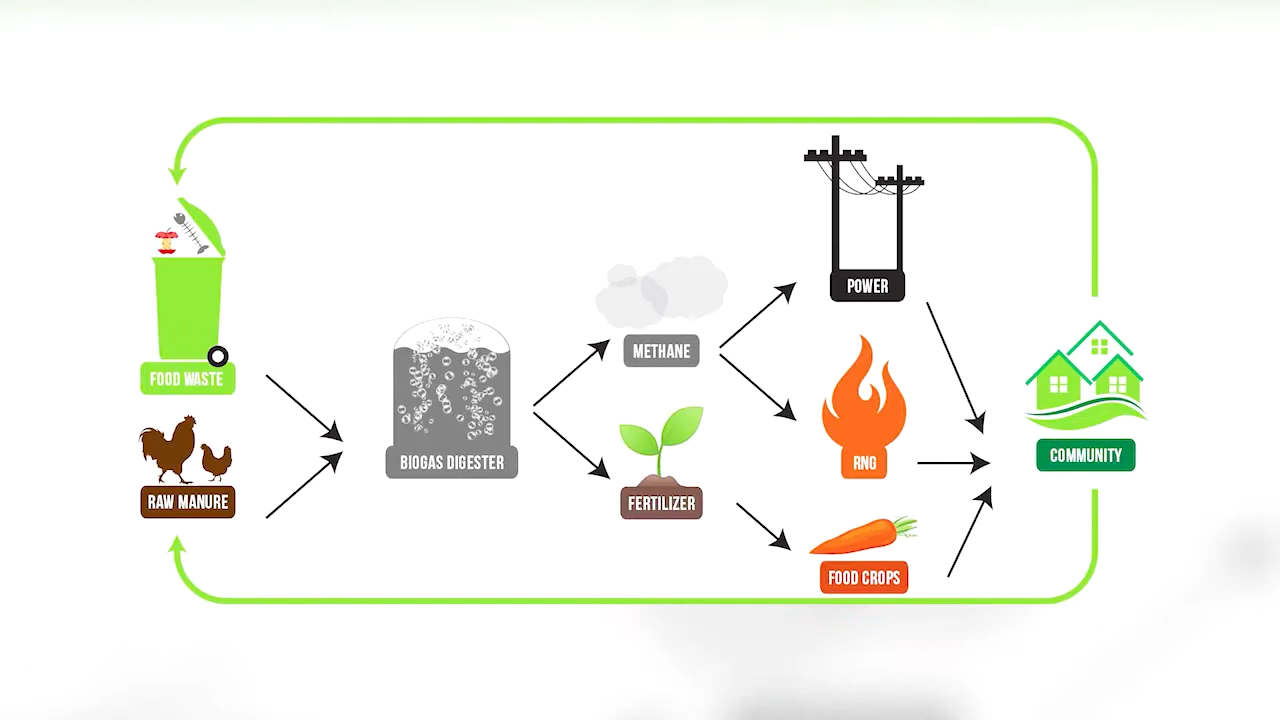 FOOD WASTE
RAW MANURE
BIOGAS DIGESTER
METHANE
FERTILIZER
POWER
RNG
FOOD CROPS
COMMUNITY